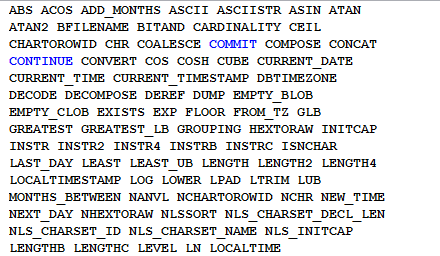 ABS ACOS ADD_MONTHS ASCII ASCIISTR ASIN ATAN
ATAN2 BFILENAME BITAND CARDINALITY CEIL
CHARTOROWID CHR COALESCE COMMIT COMPOSE CONCAT
CONTINUE CONVERT COS COSH CUBE CURRENT_DATE
CURRENT_TIME CURRENT_TIMESTAMP DBTIMEZONE
DECODE DECOMPOSE DEREF DUMP EMPTY_BLOB
EMPTY_CLOB EXISTS EXP FLOOR FROM_TZ GLB
GREATEST GREATEST_LB GROUPING HEXTORAW INITCAP
INSTR INSTR2 INSTR4 INSTRB INSTRC ISNCHAR
LAST_DAY LEAST LEAST_UB LENGTH LENGTH2 LENGTH4
LOCALTIMESTAMP LOG LOWER LPAD LTRIM LUB
MONTHS_BETWEEN NANVL NCHARTOROWID NCHR NEW_TIME
NEXT_DAY NHEXTORAW NLSSORT NLS_CHARSET_DECL_LEN
NLS_CHARSET_ID NLS_CHARSET_NAME NLS_INITCAP
LENGTHB LENGTHC LEVEL LN LOCALTIME